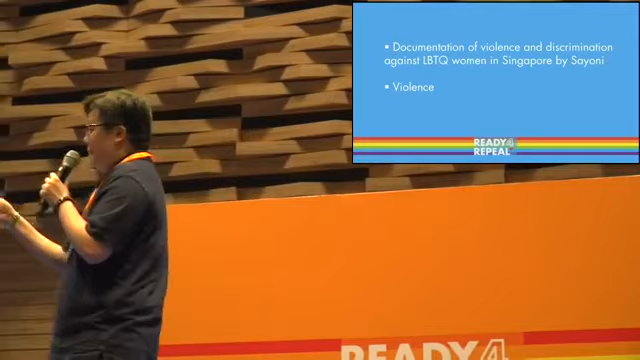 ▪ Documentation of violence and discrimination
against LBTQ women in Singapore by Sayoni
▪ Violence
READY4
REPEAL
READY4